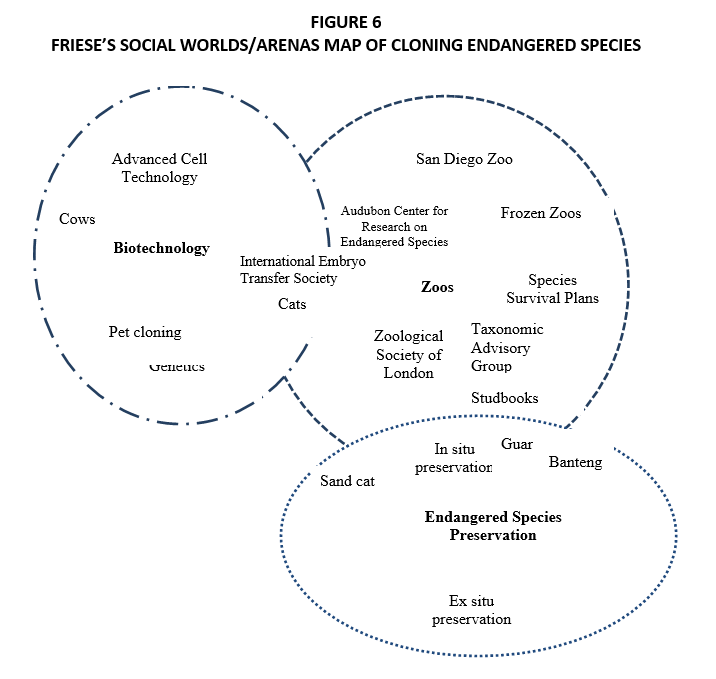 FIGURE 6
FRIESE'S SOCIAL WORLDS/ARENAS MAP OF CLONING ENDANGERED SPECIES
Advanced Cell
Technology
Cows
Biotechnology
International Embryo
Transfer Society
Cats
Pet cloning
Genetics
San Diego Zoo
Audubon Center for
Research on
Endangered Species
Frozen Zoos
Zoos
Species
Survival Plans
Zoological
Society of
London
Taxonomic
Advisory
Group
Studbooks
In situ
preservation
Guar
Banteng
Sand cat
Endangered Species
Preservation
Ex situ
preservation